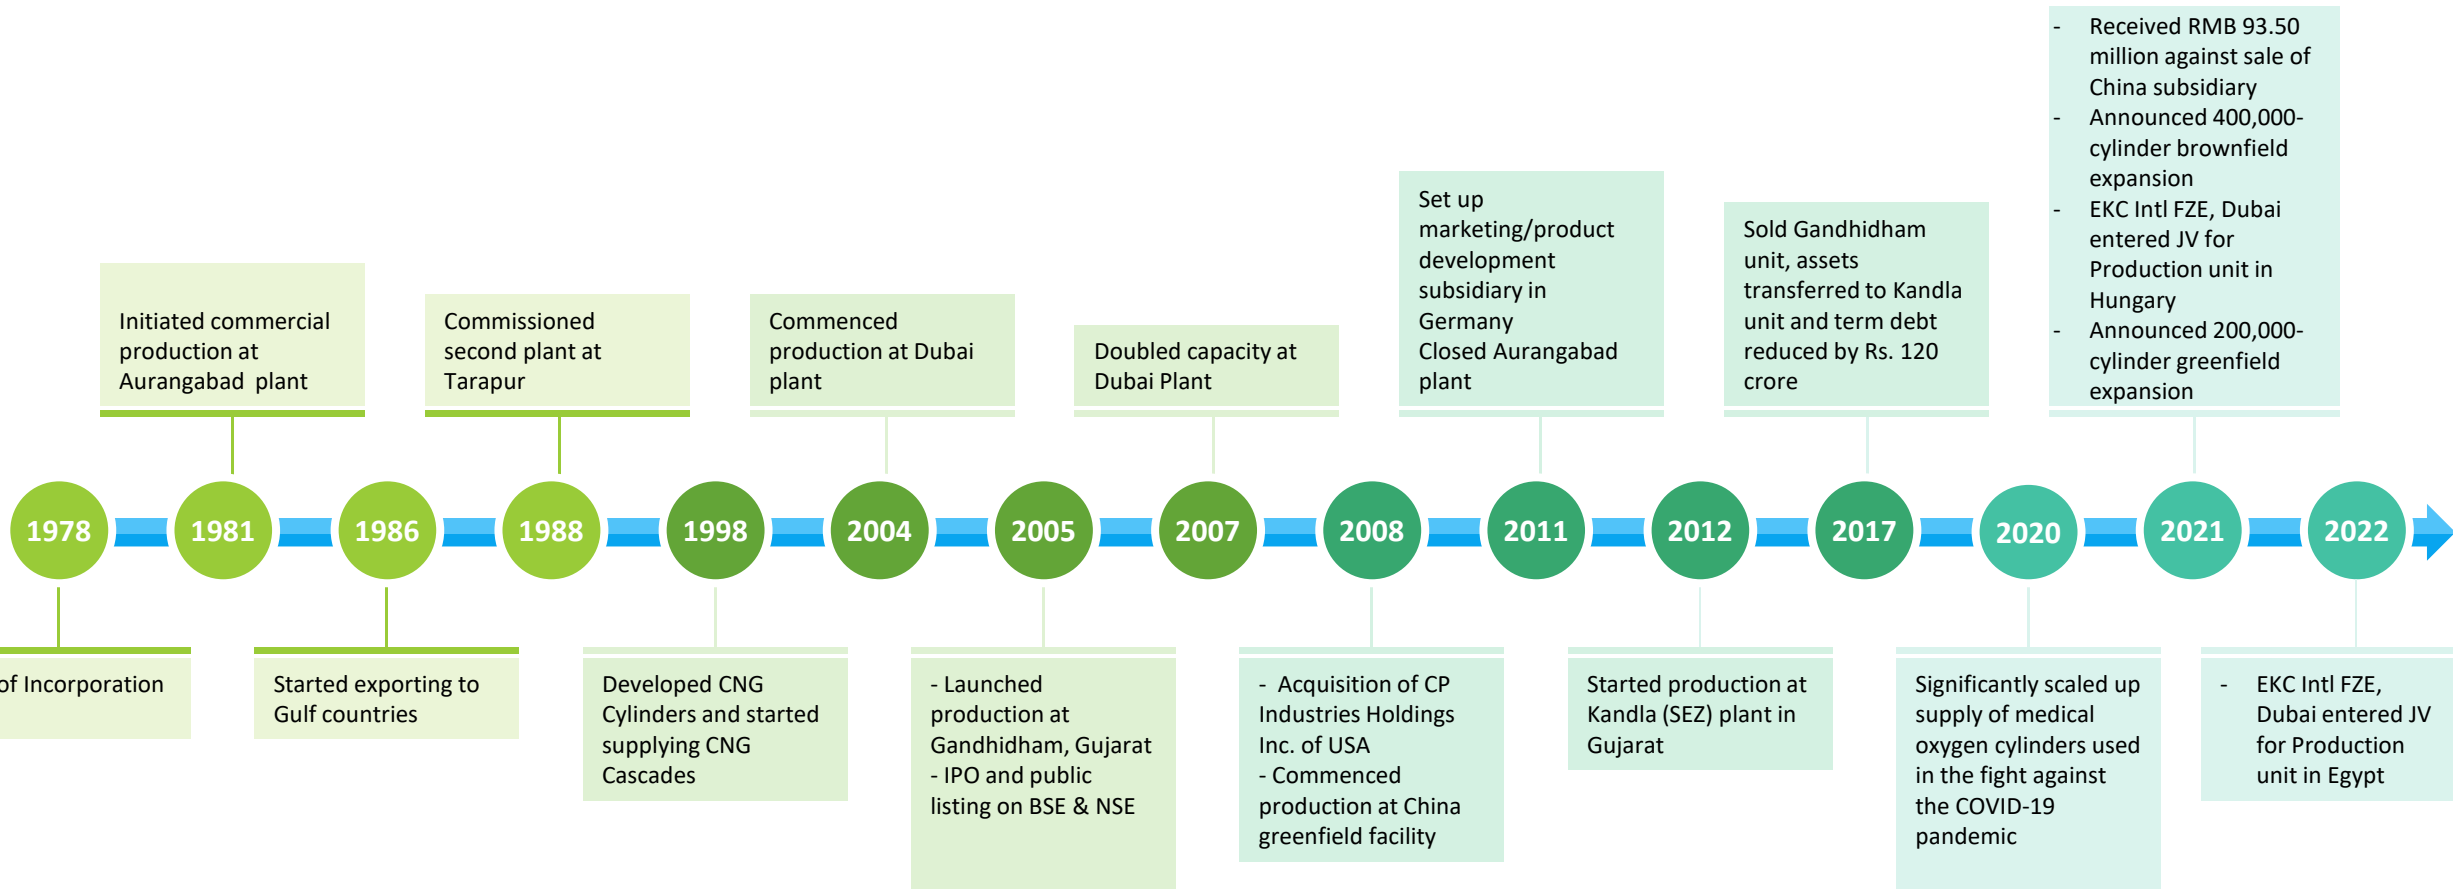 - Received RMB 93.50
million against sale of
China subsidiary
- Announced 400,000-
cylinder brownfield
expansion
- EKC Intl FZE, Dubai
entered JV for
Production unit in
Hungary
- Announced 200,000-
cylinder greenfield
expansion
Initiated commercial
production at
Aurangabad plant
Commissioned
second plant at
Tarapur
Commenced
production at Dubai
plant
Doubled capacity at
Dubai Plant
Set up
marketing/product
development
subsidiary in
Germany
Closed Aurangabad
plant
Sold Gandhidham
unit, assets
transferred to Kandla
unit and term debt
reduced by Rs. 120
crore
1978
1981
1986
1988
1998
2004
2005
2007
2008
2011
2012
2017
2020
2021
2022
of Incorporation
Started exporting to
Gulf countries
Developed CNG
Cylinders and started
supplying CNG
Cascades
- Launched
production at
Gandhidham, Gujarat
- IPO and public
listing on BSE & NSE
- Acquisition of CP
Industries Holdings
Inc. of USA
- Commenced
production at China
greenfield facility
Started production at
Kandla (SEZ) plant in
Gujarat
Significantly scaled up
supply of medical
oxygen cylinders used
in the fight against
the COVID-19
pandemic
- EKC Intl FZE,
Dubai entered JV
for Production
unit in Egypt